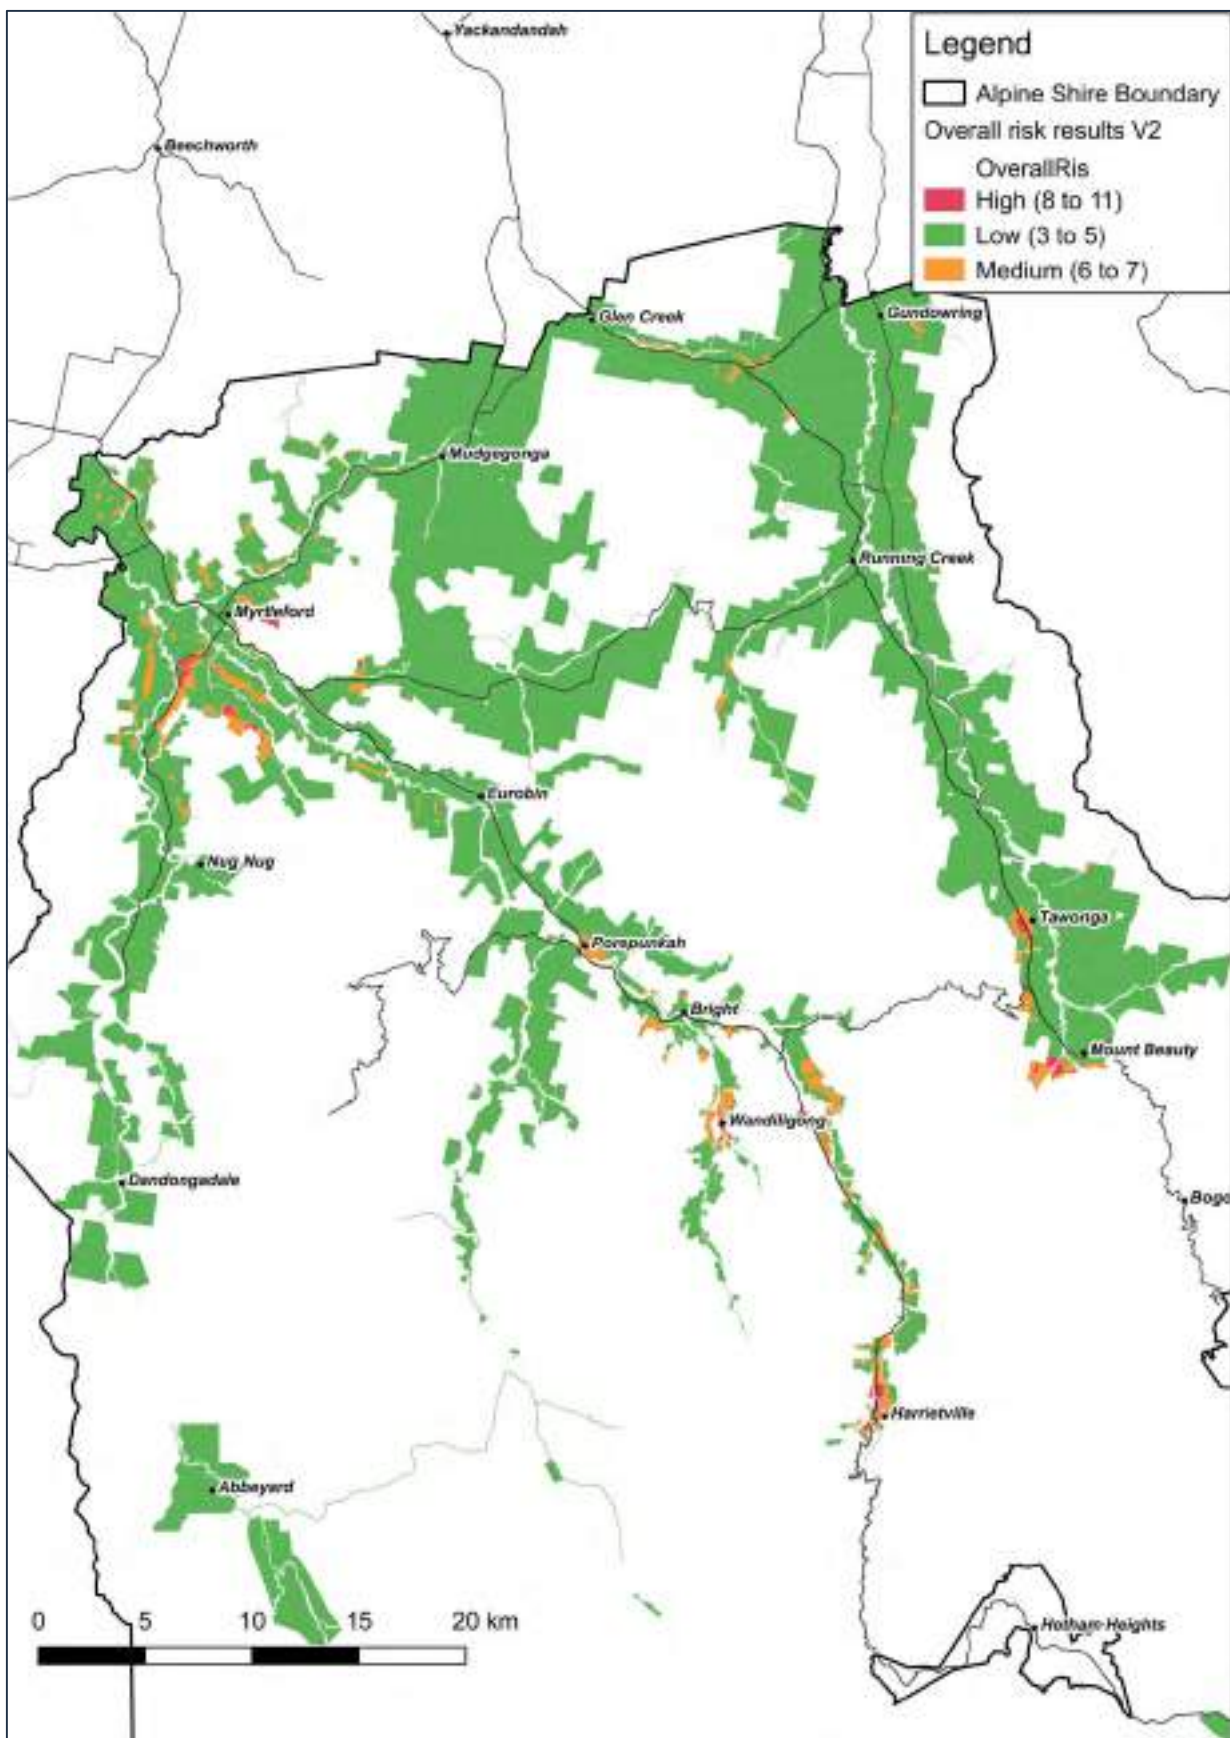 Yackandandah
Beechworth
Legend
Alpine Shire Boundary
Overall risk results V2
OverallRis
High (8 to 11)
Low (3 to 5)
Medium (6 to 7)
Glen Creek
Gundowring
Mudgegonga
Running Creek
Myrtleford
Eurobin
Nug Nug
Tawonga
Porepunkah
Bright
Mount Beauty
Wandiligong
Dandongadale
Bogo
Harrietville
Abbeyard
0 5 10 15 20 km
Hotham Heights